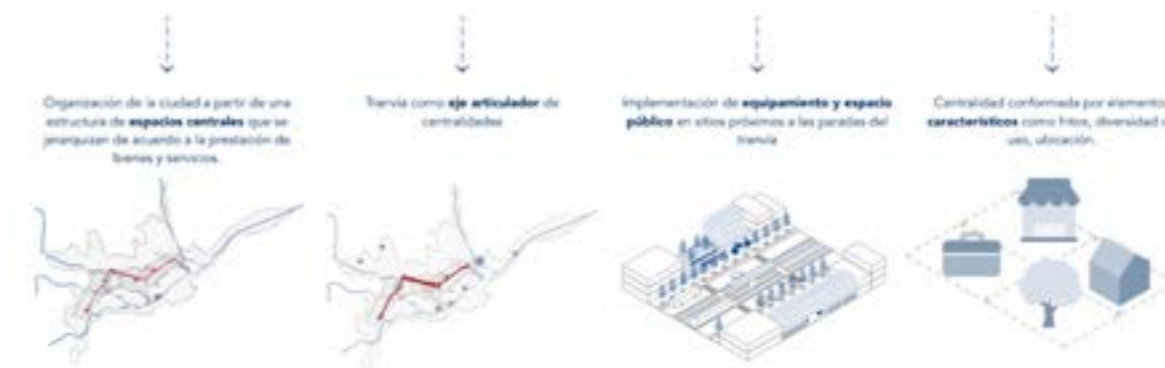 Organización de la ciudad a partir de una
estructura de espacios centrales que se
jerarquizan de acuerdo a la prestación de
bienes y servicios.
Tranvía como eje articulador de
centralidades
Implementación de equipamiento y espacio
público en sitios próximos a las paradas del
tranvía
Centralidad conformada por elemento
característicos como hitos, diversidad
uso, ubicación.